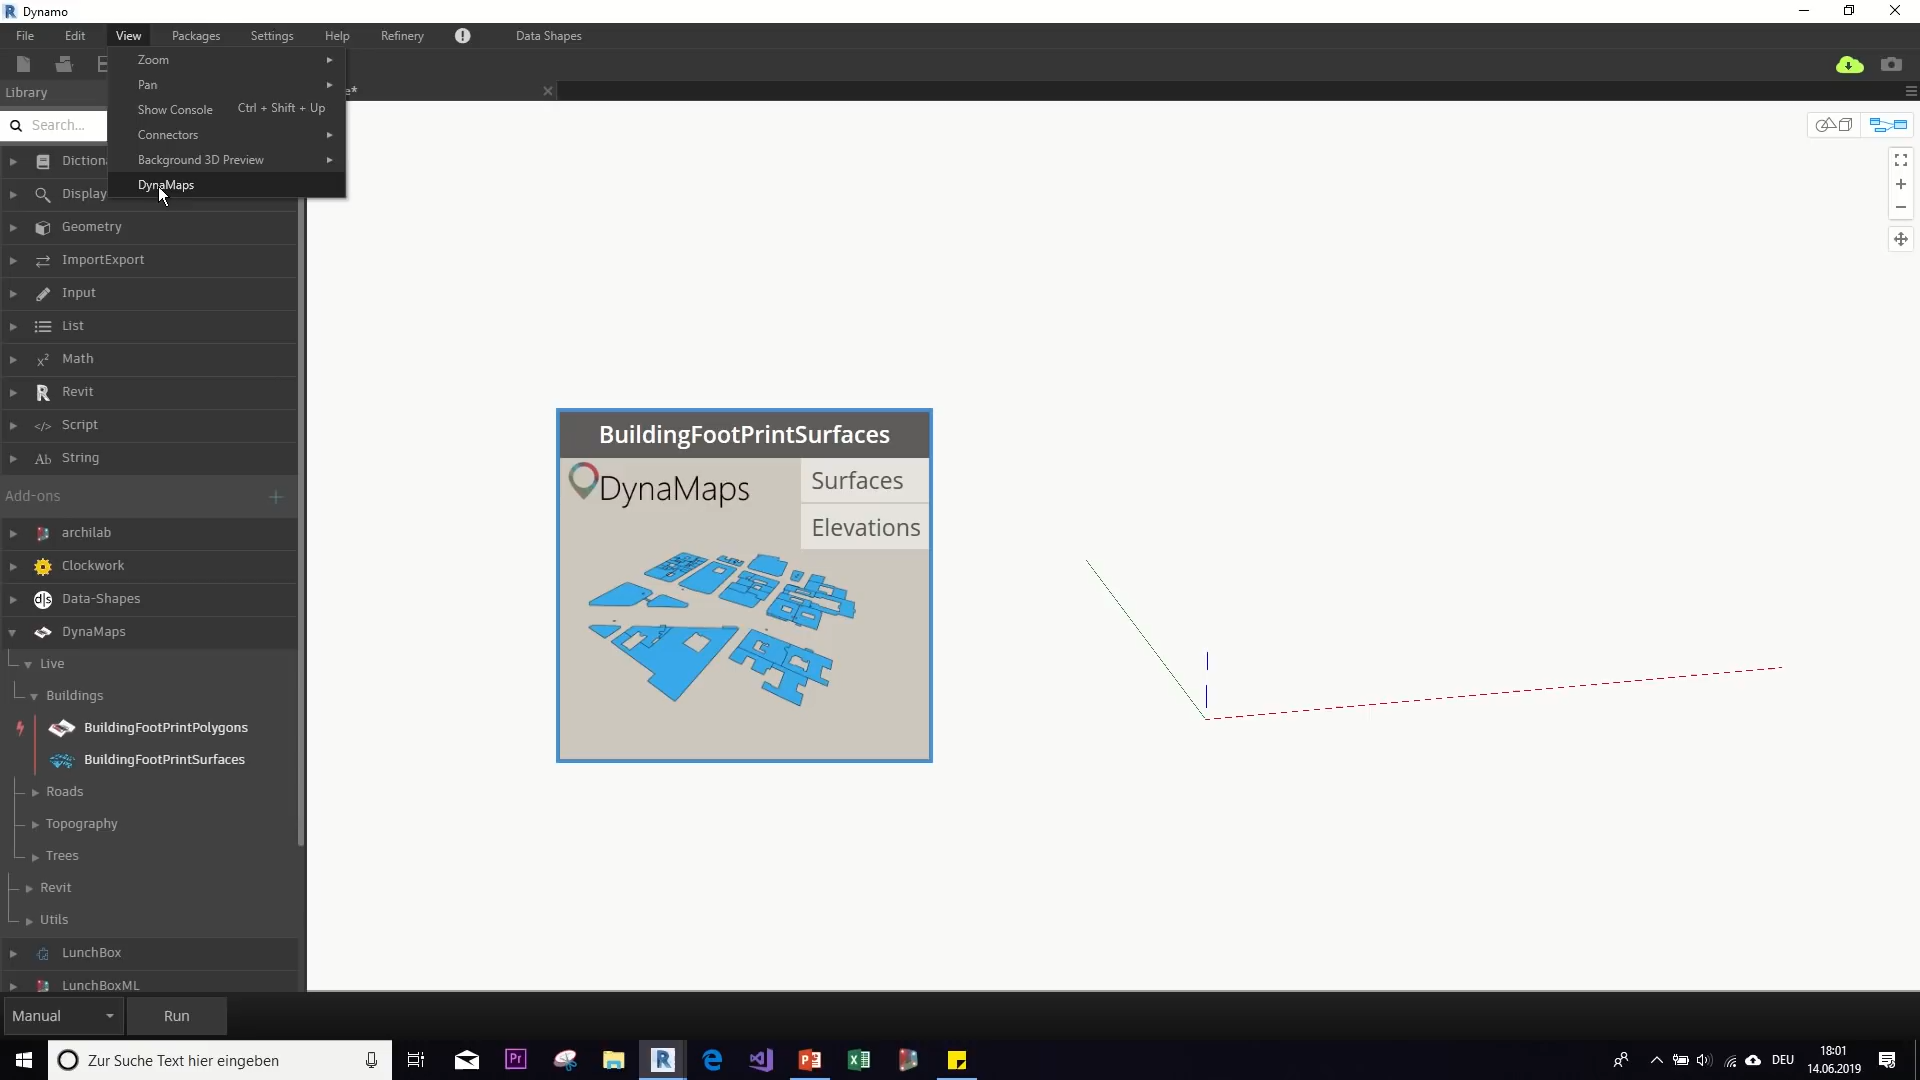 Dynamo
File Edit View Packages Settings Help Refinery Data Shapes
Zoom
Pan
Show Console Ctrl + Shift + Up
Connectors
Background 3D Preview
DynaMaps
e*
Library
Search...
Diction
Display
Geometry
ImportExport
Input
List
Math
Revit
Script
String
Add-ons
archilab
Clockwork
Data-Shapes
DynaMaps
Live
Buildings
BuildingFootPrintPolygons
BuildingFootPrintSurfaces
Roads
Topography
Trees
Revit
Utils
LunchBox
LunchBoxML
BuildingFootPrintSurfaces
DynaMaps
Surfaces
Elevations
Manual Run
Zur Suche Text hier eingeben
DEU
18:01
14.06.2019